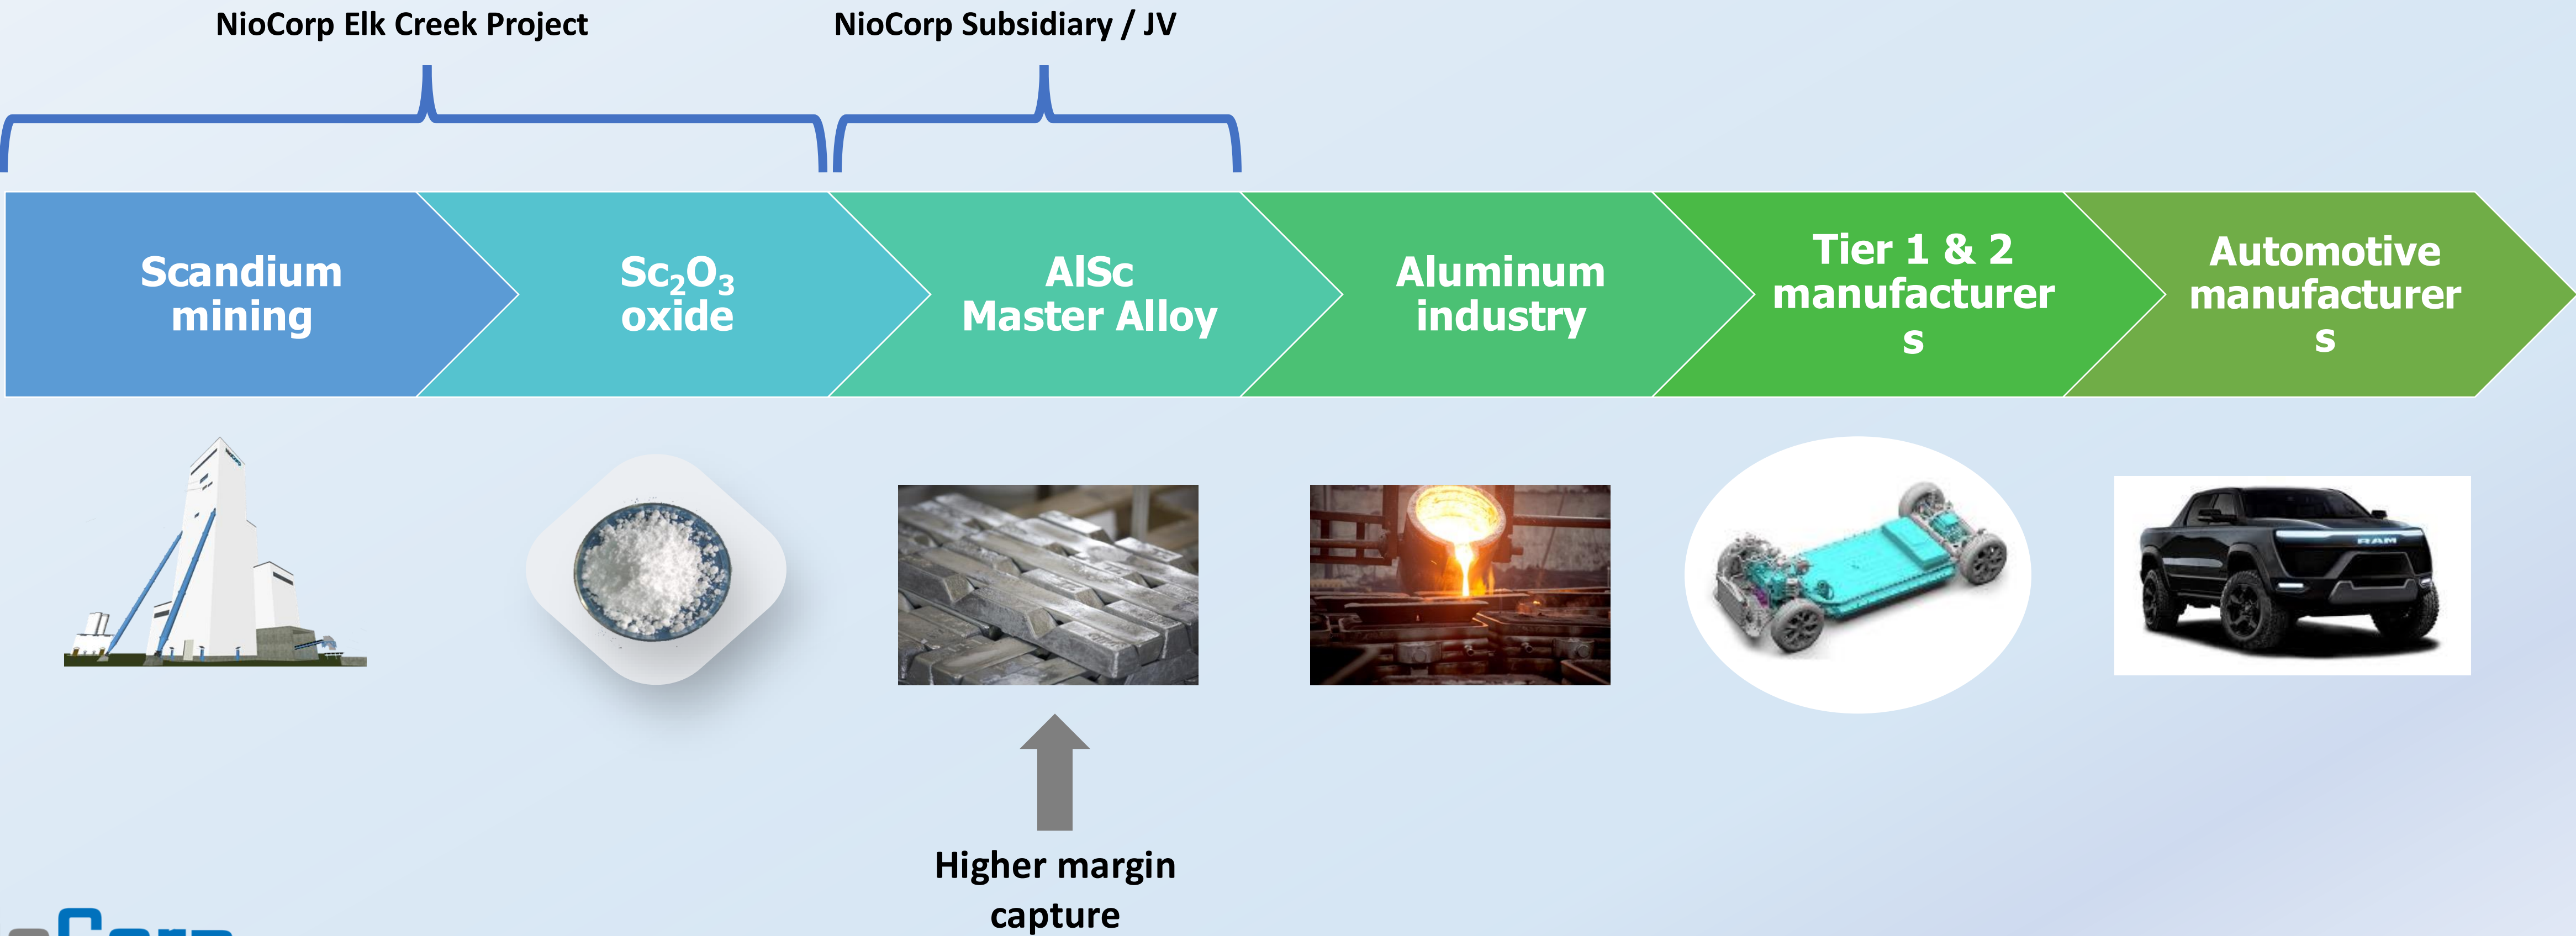 NioCorp Elk Creek Project
NioCorp Subsidiary / JV
Scandium
mining
Sc₂O₃
oxide
AlSc
Master Alloy
Aluminum
industry
Tier 1 & 2
manufacturer
s
Automotive
manufacturer
s
RAM
Higher margin
capture